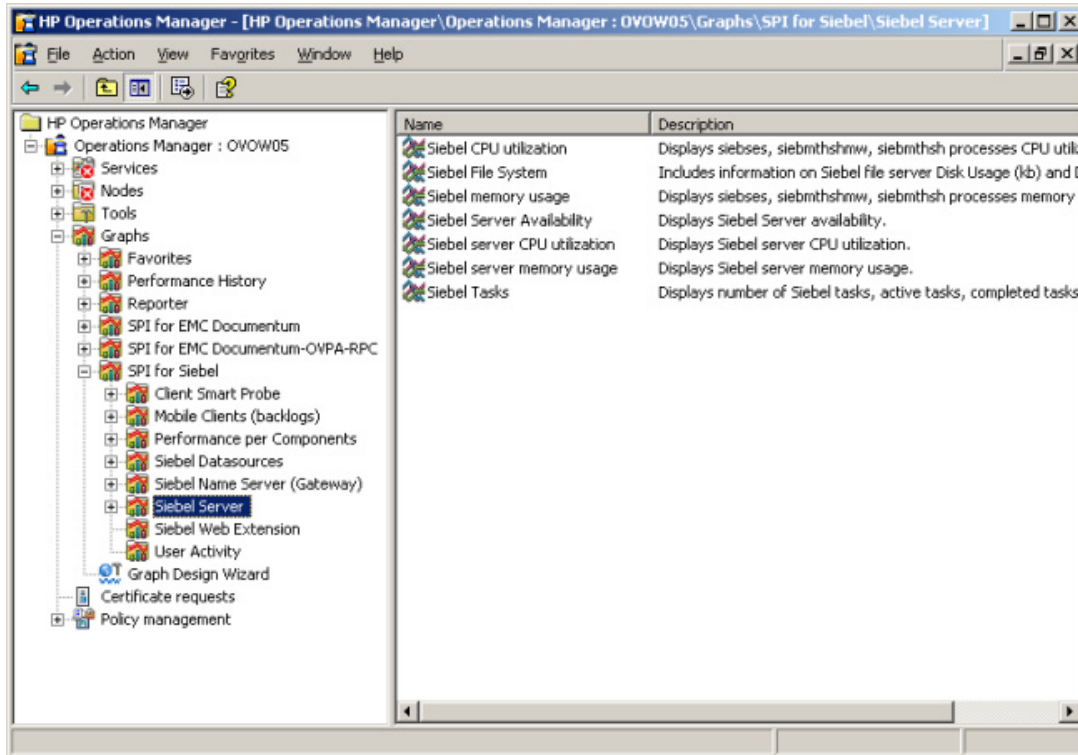 HP Operations Manager - [HP Operations Manager\Operations Manager : OVOW05\Graphs\SPI for Siebel\Siebel Server]
File Action View Favorites Window Help
HP Operations Manager
Operations Manager : OVOW05
Services
Nodes
Tools
Graphs
Favorites
Performance History
Reporter
SPI for EMC Documentum
SPI for EMC Documentum-OVPA-RPC
SPI for Siebel
Client Smart Probe
Mobile Clients (backlogs)
Performance per Components
Siebel Datasources
Siebel Name Server (Gateway)
Siebel Server
Siebel Web Extension
User Activity
Graph Design Wizard
Certificate requests
Policy management
Name Description
Siebel CPU utilization Displays siebses, siebmthshmw, siebmthsh processes CPU
Siebel File System Includes information on Siebel file server Disk Usage (kb) and
Siebel memory usage Displays siebses, siebmthshmw, siebmthsh processes memory
Siebel Server Availability Displays Siebel Server availability.
Siebel server CPU utilization Displays Siebel server CPU utilization.
Siebel server memory usage Displays Siebel server memory usage.
Siebel Tasks Displays number of Siebel tasks, active tasks, completed tasks